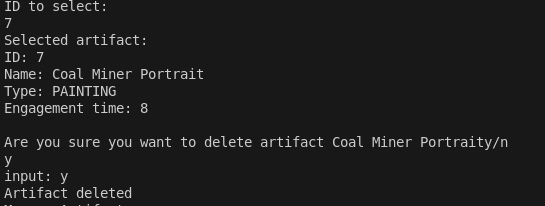 ID to select:
7
Selected artifact:
ID: 7
Name: Coal Miner Portrait
Type: PAINTING
Engagement time: 8
Are you sure you want to delete artifact Coal Miner Portraity/n
y
input: y
Artifact deleted